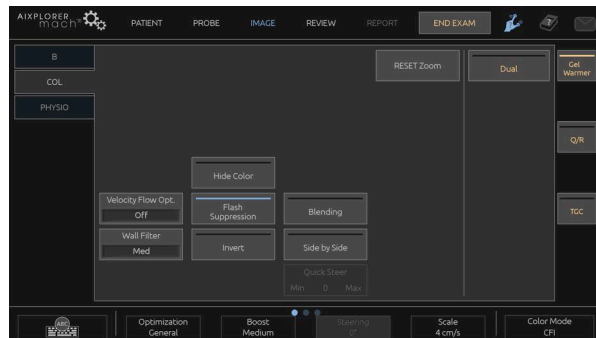 AIXPLORER
mach
PATIENT
PROBE
IMAGE
REVIEW
REPORT
END EXAM
?
B
COL
PHYSIO
RESET Zoom
Dual
Gel
Warmer
Q/R
TGC
Hide Color
Velocity Flow Opt.
Off
Flash
Suppression
Blending
Wall Filter
Med
Invert
Side by Side
Quick Steer
Min 0 Max
ABC
Optimization
General
Boost
Medium
Steering
0°
Scale
4 cm/s
Color Mode
CFI